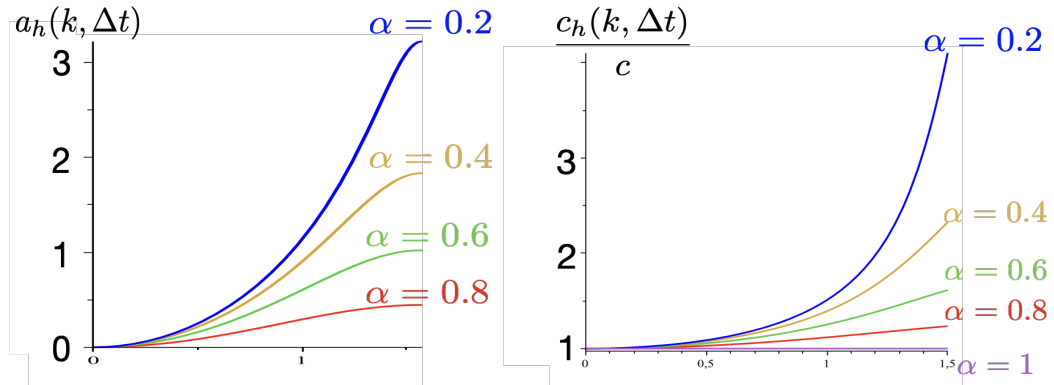 a_h(k, Δt)
α = 0.2
3
2
α = 0.4
α = 0.6
1
α = 0.8
0
0 1
c_h(k, Δt)
c
α = 0.2
3
α = 0.4
2
α = 0.6
α = 0.8
1
0 0,5 1 1,5
α = 1